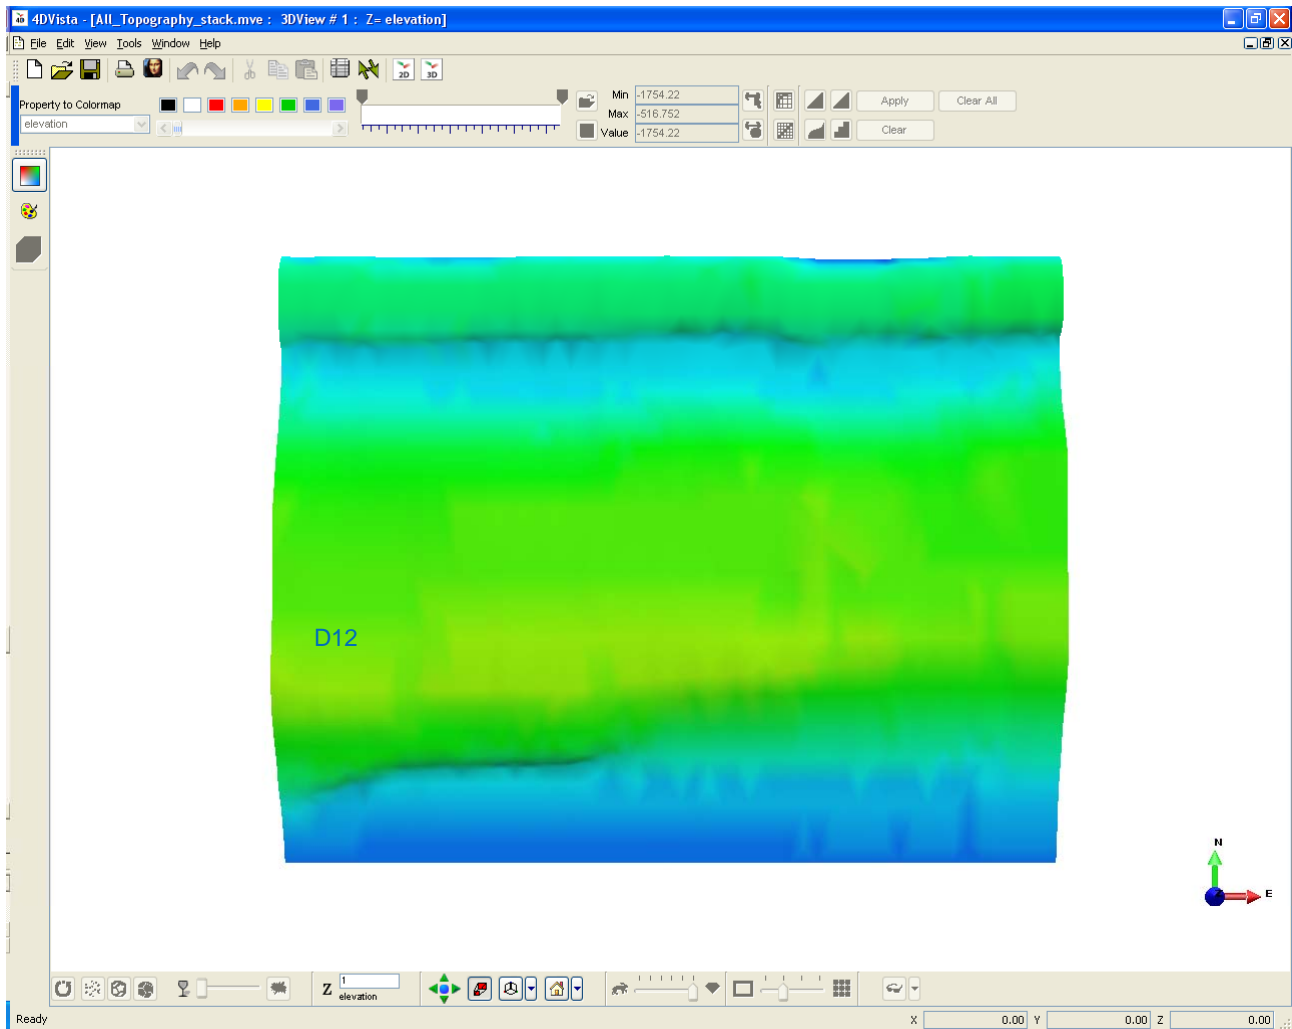 4DVista - [All_Topography_stack.mve : 3DView # 1 : Z= elevation]
File Edit View Tools Window Help
2D 3D
Property to Colormap
elevation
Min -1754.22
Max -516.752
Value -1754.22
Apply Clear All
Clear
D12
N
E
Z 1
elevation
Ready
X 0.00 Y 0.00 Z 0.00